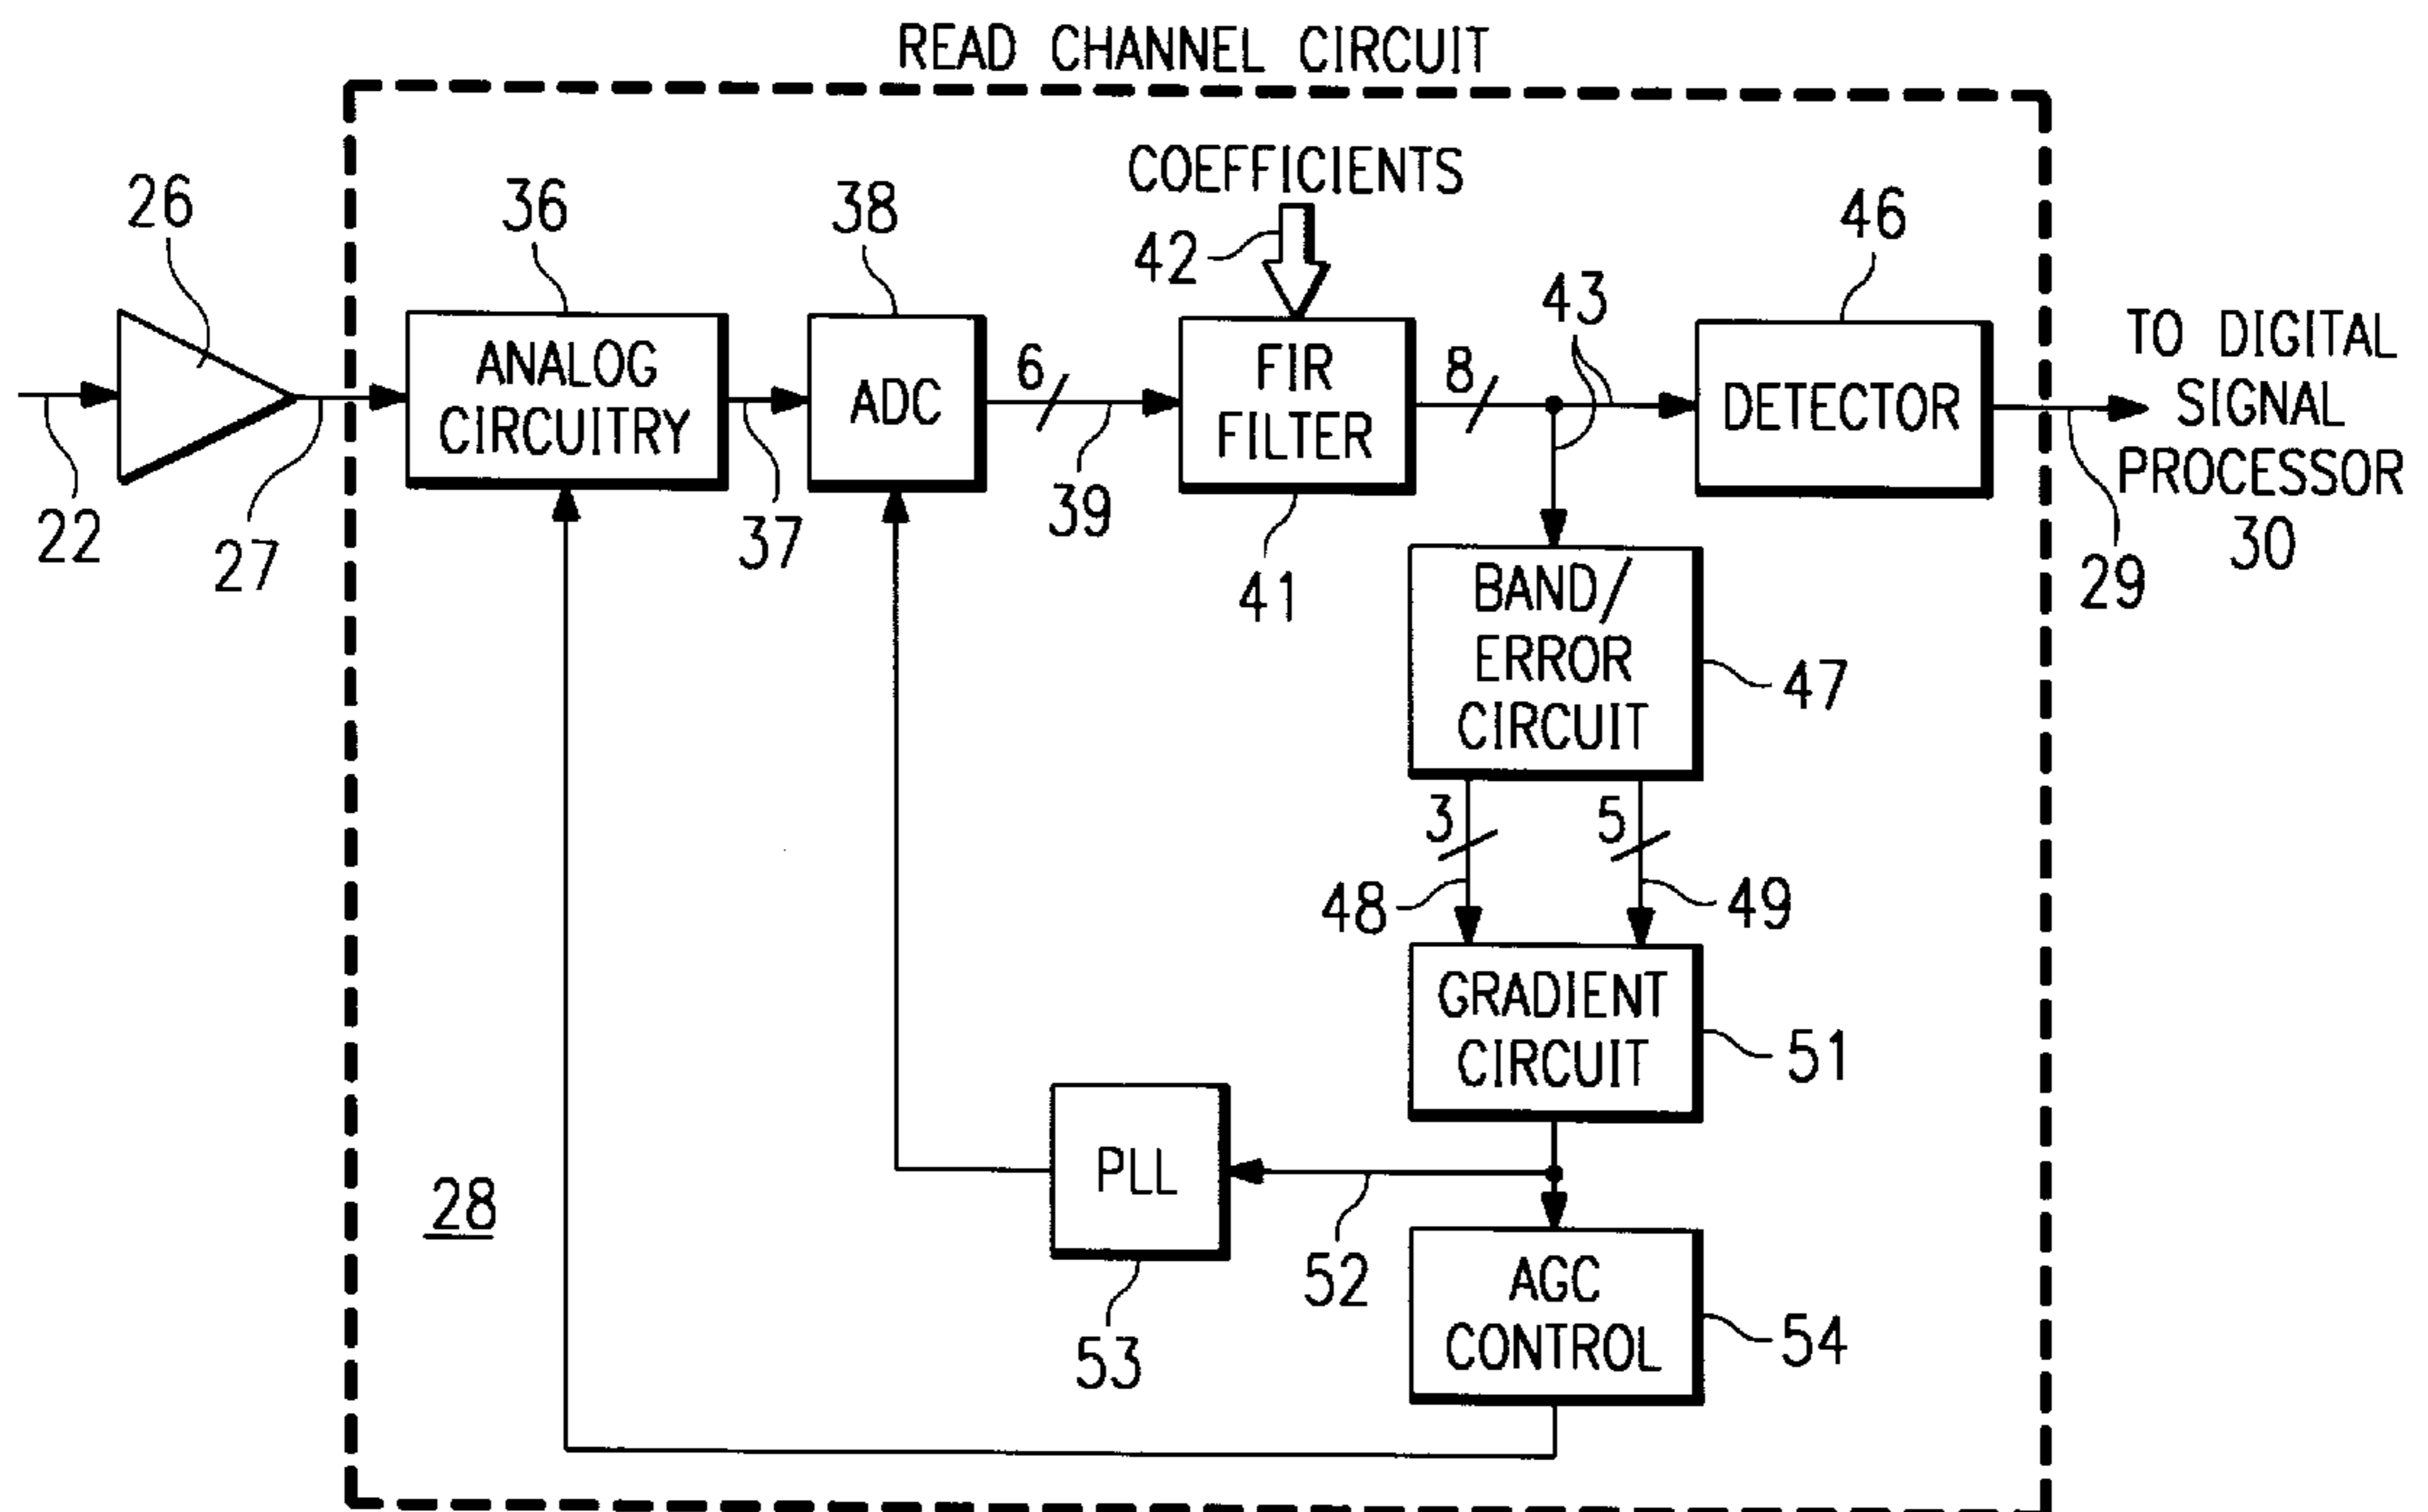 READ CHANNEL CIRCUIT
COEFFICIENTS
26
36
38
42
43
46
22
27
ANALOG
CIRCUITRY
37
ADC
6
39
FIR
FILTER
41
8
DETECTOR
TO DIGITAL
SIGNAL
PROCESSOR
30
29
BAND/
ERROR
CIRCUIT
47
3
5
48
49
GRADIENT
CIRCUIT
51
28
PLL
53
52
AGC
CONTROL
54